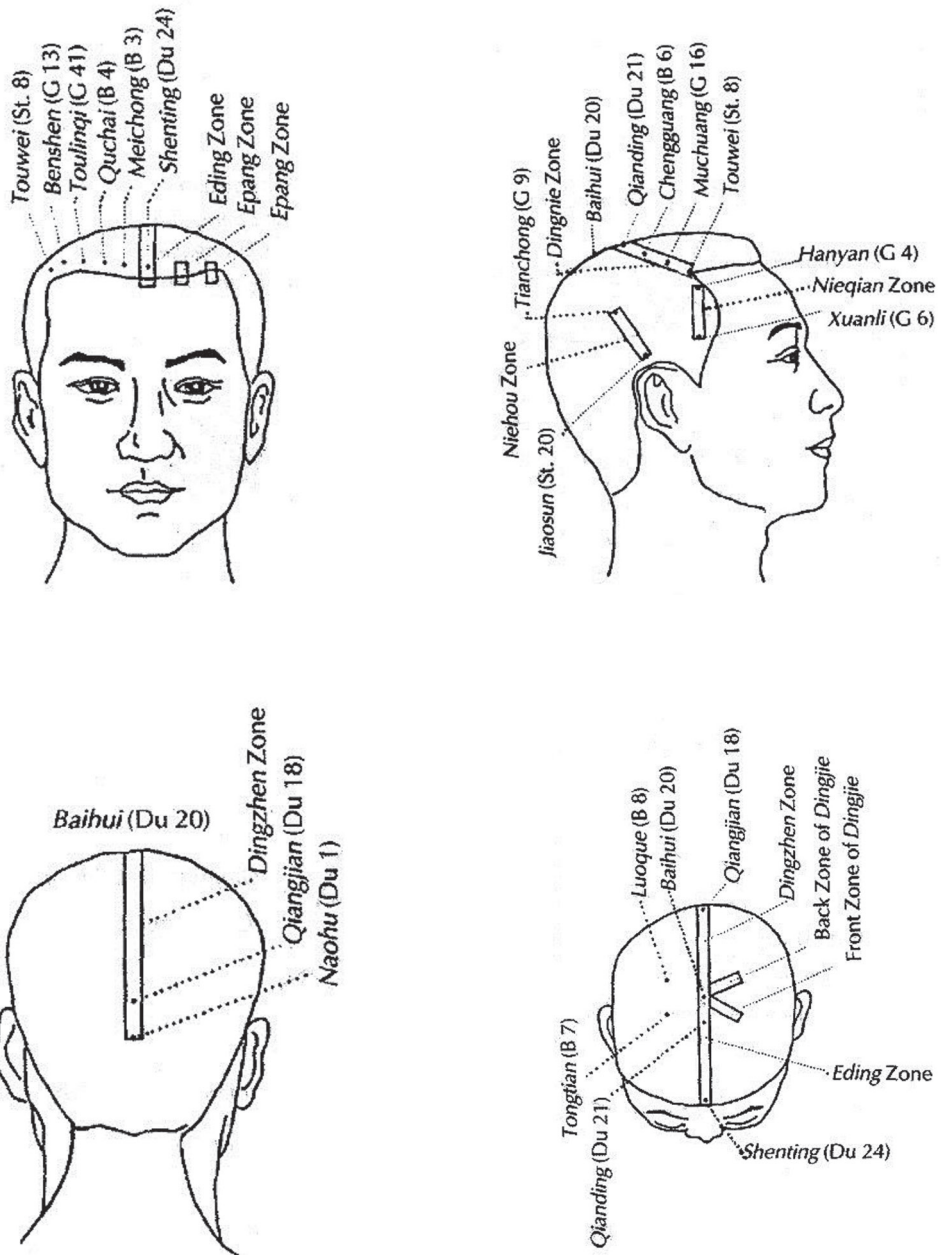 Touwei (St. 8)
Benshen (G 13)
Toulinqi (G 41)
Quchai (B 4)
Meichong (B 3)
Shenting (Du 24)
Eding Zone
Epang Zone
Epang Zone
Tianchong (G 9)
Dingnie Zone
Baihui (Du 20)
Qianding (Du 21)
Chengguang (B 6)
Muchuang (G 16)
Touwei (St. 8)
Hanyan (G 4)
Nieqian Zone
Xuanli (G 6)
Niehou Zone
Jiaosun (St. 20)
Baihui (Du 20)
Dingzhen Zone
Qiangjian (Du 18)
Naohu (Du 1)
Luoque (B 8)
Baihui (Du 20)
Qiangjian (Du 18)
Dingzhen Zone
Back Zone of Dingjie
Front Zone of Dingjie
Tongtian (B 7)
Qianding (Du 21)
Eding Zone
Shenting (Du 24)